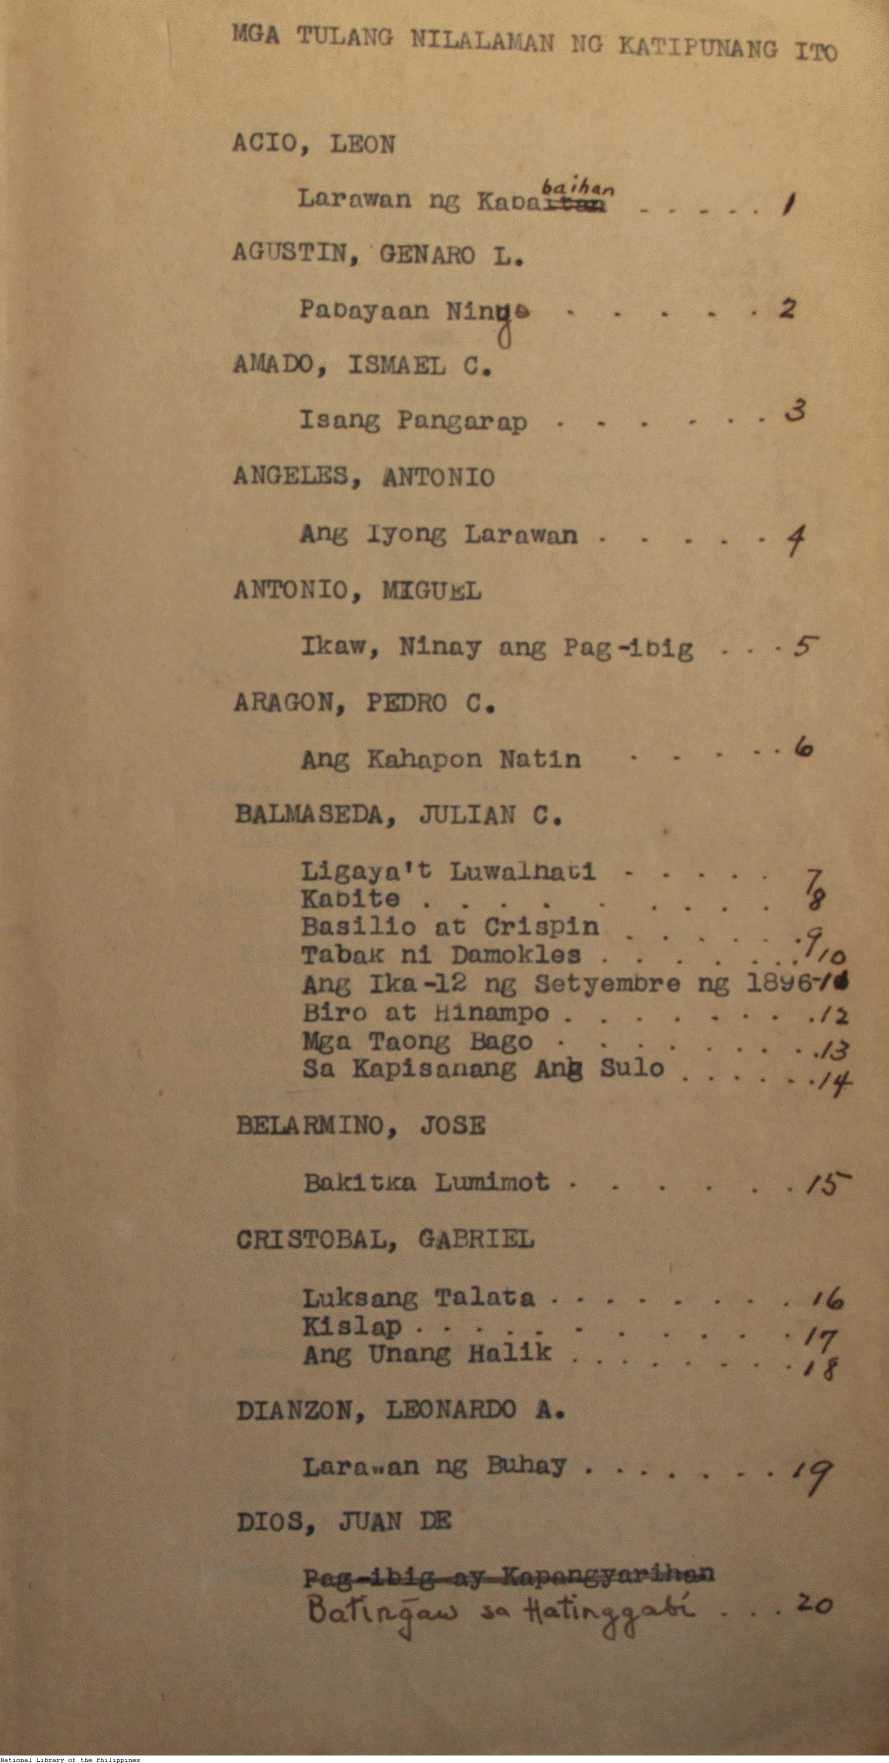 MGA TULANG NILALAMAN NG KATIPUNANG ITO
ACIO, LEON
baihan
Larawan ng Kabaitan - - - - . . 1
AGUSTIN, GENARO L.
Pabayaan Ninyo - - - - - . 2
AMADO, ISMAEL C.
Isang Pangarap - - - - - - 3
ANGELES, ANTONIO
Ang Iyong Larawan - - - - - 4
ANTONIO, MIGUEL
Ikaw, Ninay ang Pag-ibig . . . 5
ARAGON, PEDRO C.
Ang Kahapon Natin - - - - . 6
BALMASEDA, JULIAN C.
Ligaya't Luwalhati - . . . . 7
Kabite . . . . . . . . . 8
Basilio at Crispin . . . . . 9
Tabak ni Damokles . . . . . . 10
Ang Ika-12 ng Setyembre ng 1896-11
Biro at Hinampo . . . . . . . . 12
Mga Taong Bago . . . . . . . . 13
Sa Kapisanang Ang Sulo . . . . . . 14
BELARMINO, JOSE
Bakitka Lumimot . . . . . . . 15
CRISTOBAL, GABRIEL
Luksang Talata . . . . . . . . . 16
Kislap . . . . . . . . . . . . 17
Ang Unang Halik . . . . . . . . . 18
DIANZON, LEONARDO A.
Larawan ng Buhay . . . . . . . 19
DIOS, JUAN DE
Pag-ibig ay Kapangyarihan
Batingaw sa Hatinggabi . . . 20
National Library of the Philippines